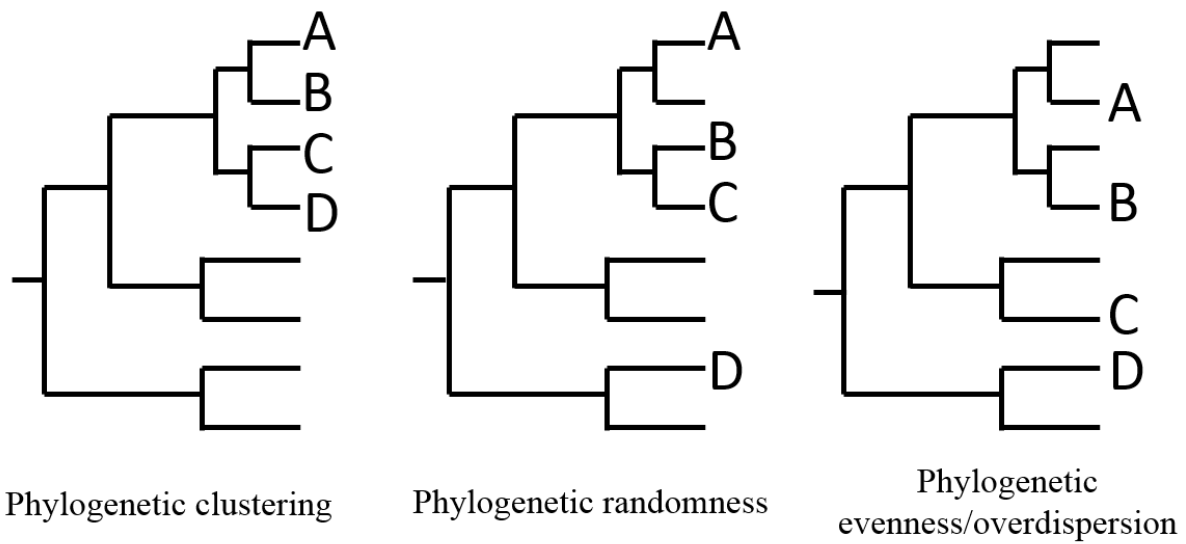 A
B
C
D
Phylogenetic clustering
A
B
C
D
Phylogenetic randomness
A
B
C
D
Phylogenetic
evenness/overdispersion